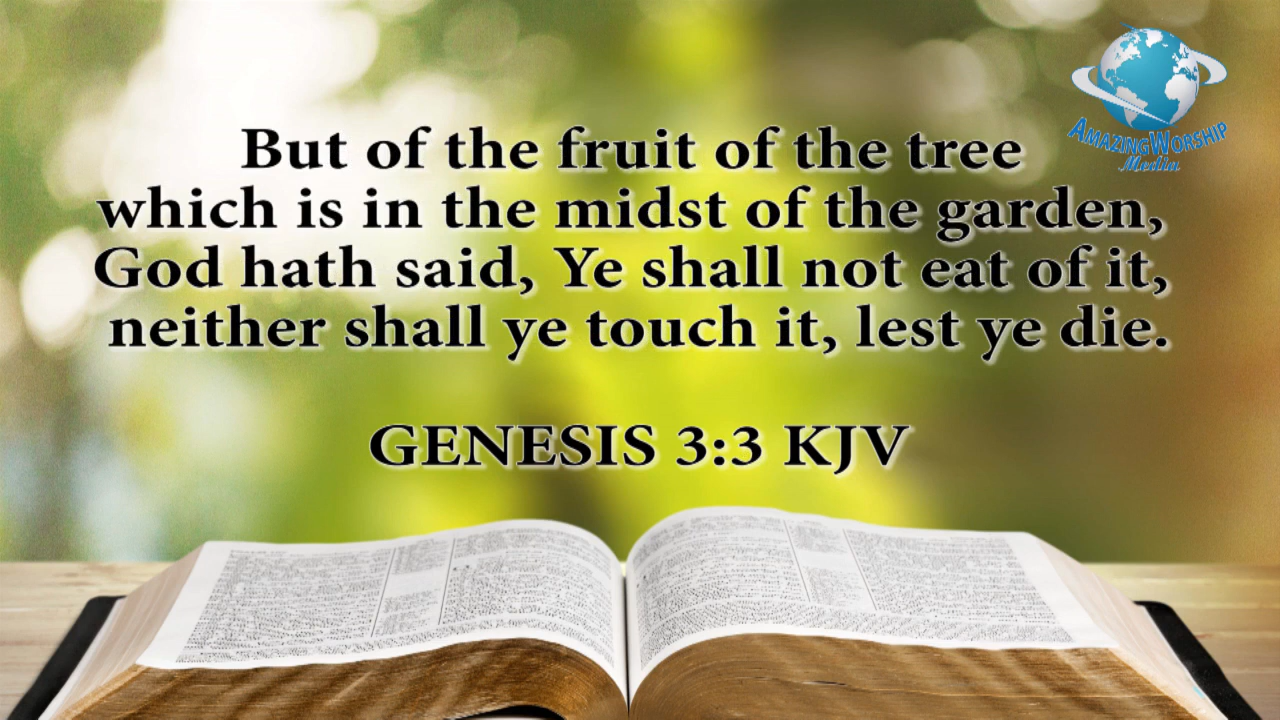 AMAZINGWORSHIP
Media
But of the fruit of the tree
which is in the midst of the garden,
God hath said, Ye shall not eat of it,
neither shall ye touch it, lest ye die.
GENESIS 3:3 KJV